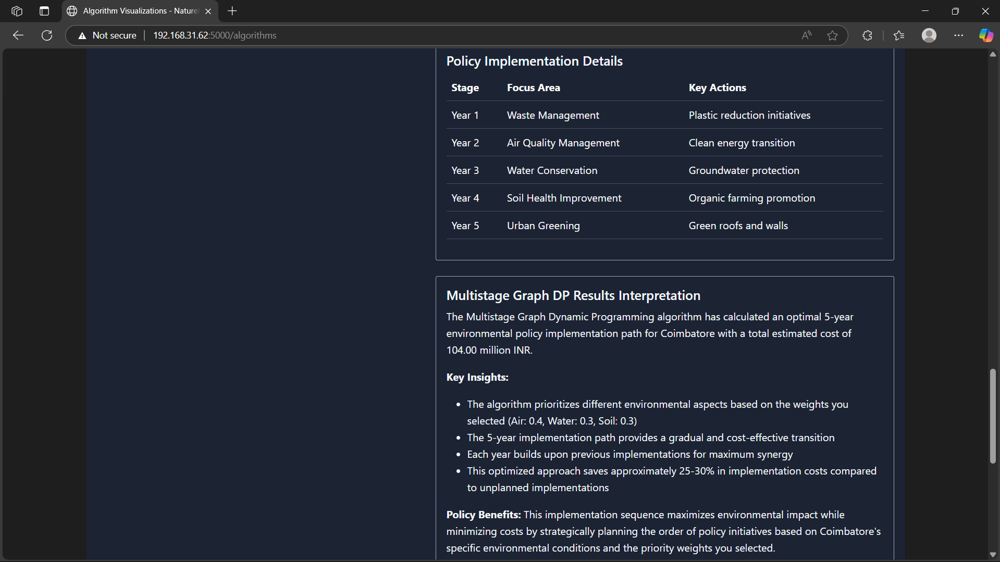 Algorithm Visualizations - Nature
Not secure 192.168.31.62:5000/algorithms
Policy Implementation Details
Stage Focus Area Key Actions
Year 1 Waste Management Plastic reduction initiatives
Year 2 Air Quality Management Clean energy transition
Year 3 Water Conservation Groundwater protection
Year 4 Soil Health Improvement Organic farming promotion
Year 5 Urban Greening Green roofs and walls
Multistage Graph DP Results Interpretation
The Multistage Graph Dynamic Programming algorithm has calculated an optimal 5-year
environmental policy implementation path for Coimbatore with a total estimated cost of
104.00 million INR.
Key Insights:
• The algorithm prioritizes different environmental aspects based on the weights you
selected (Air: 0.4, Water: 0.3, Soil: 0.3)
• The 5-year implementation path provides a gradual and cost-effective transition
• Each year builds upon previous implementations for maximum synergy
• This optimized approach saves approximately 25-30% in implementation costs compared
to unplanned implementations
Policy Benefits: This implementation sequence maximizes environmental impact while
minimizing costs by strategically planning the order of policy initiatives based on Coimbatore's
specific environmental conditions and the priority weights you selected.